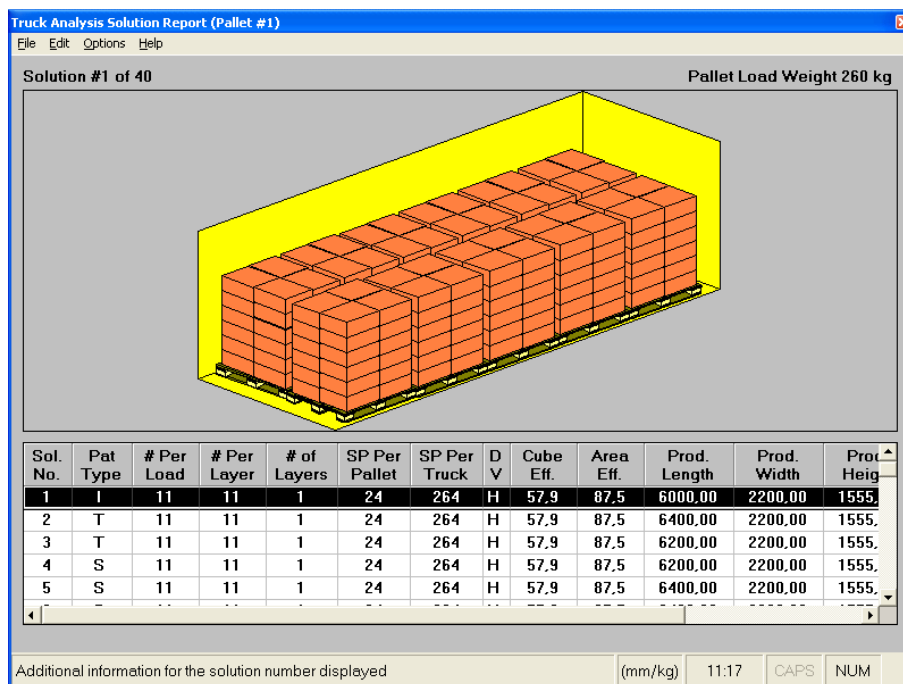 Truck Analysis Solution Report (Pallet #1)
File Edit Options Help
Solution #1 of 40 Pallet Load Weight 260 kg
Sol. Pat # Per # Per # of SP Per SP Per D Cube Area Prod. Prod.
No. Type Load Layer Layers Pallet Truck V Eff. Eff. Length Width Heig
1 I 11 11 1 24 264 H 57,9 87,5 6000,00 2200,00 1555,
2 T 11 11 1 24 264 H 57,9 87,5 6400,00 2200,00 1555,
3 T 11 11 1 24 264 H 57,9 87,5 6200,00 2200,00 1555,
4 S 11 11 1 24 264 H 57,9 87,5 6200,00 2200,00 1555,
5 S 11 11 1 24 264 H 57,9 87,5 6400,00 2200,00 1555,
Additional information for the solution number displayed (mm/kg) 11:17 CAPS NUM